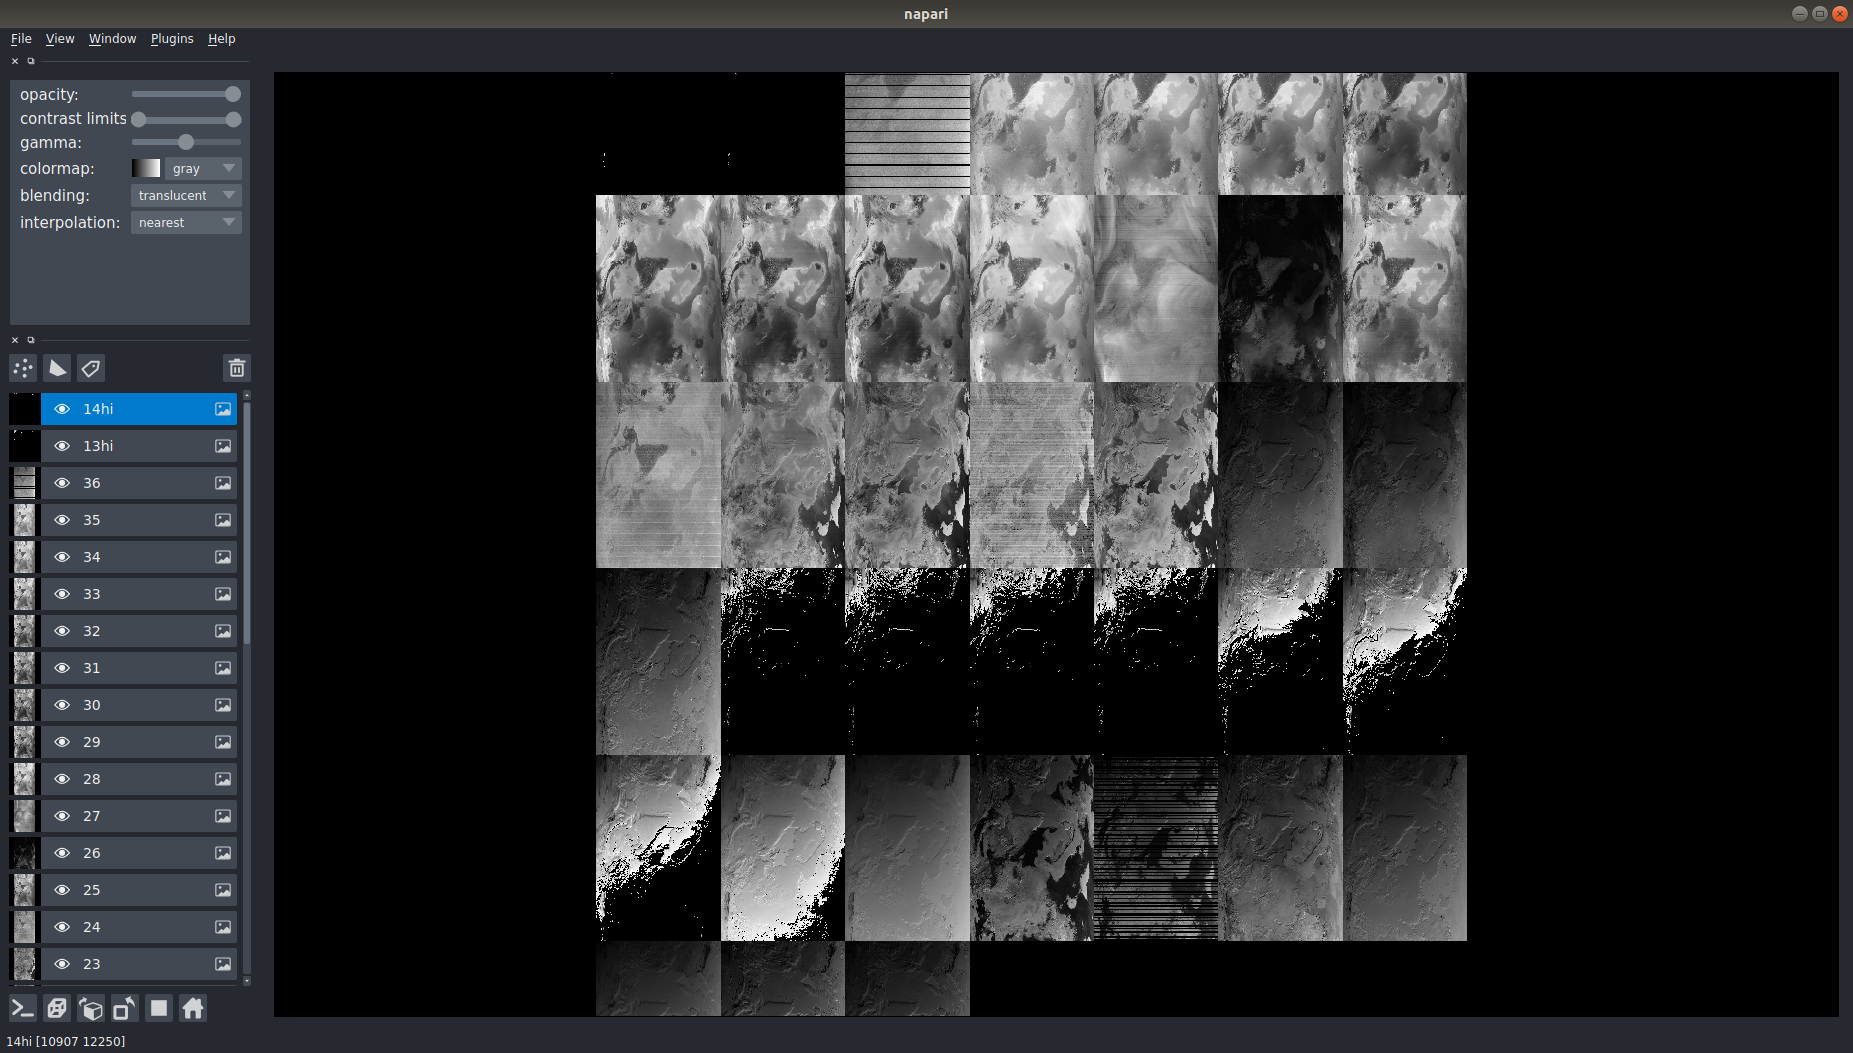 napari
File View Window Plugins Help
opacity:
contrast limits
gamma:
colormap: gray
blending: translucent
interpolation: nearest
14hi
13hi
36
35
34
33
32
31
30
29
28
27
26
25
24
23
14hi [10907 12250]